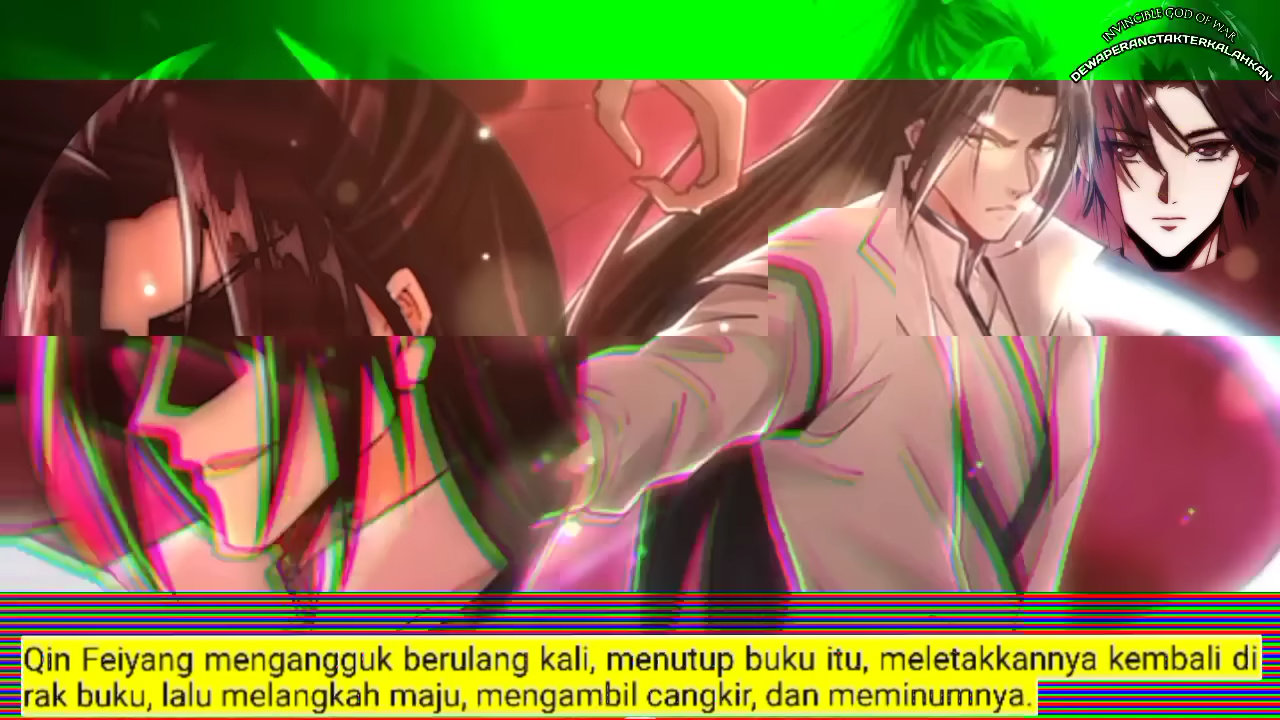 INVINCIBLE GOD OF WAR
DEWAPERANGTAKTERKALAHKAN
Qin Feiyang mengangguk berulang kali, menutup buku itu, meletakkannya kembali di
rak buku, lalu melangkah maju, mengambil cangkir, dan meminumnya.